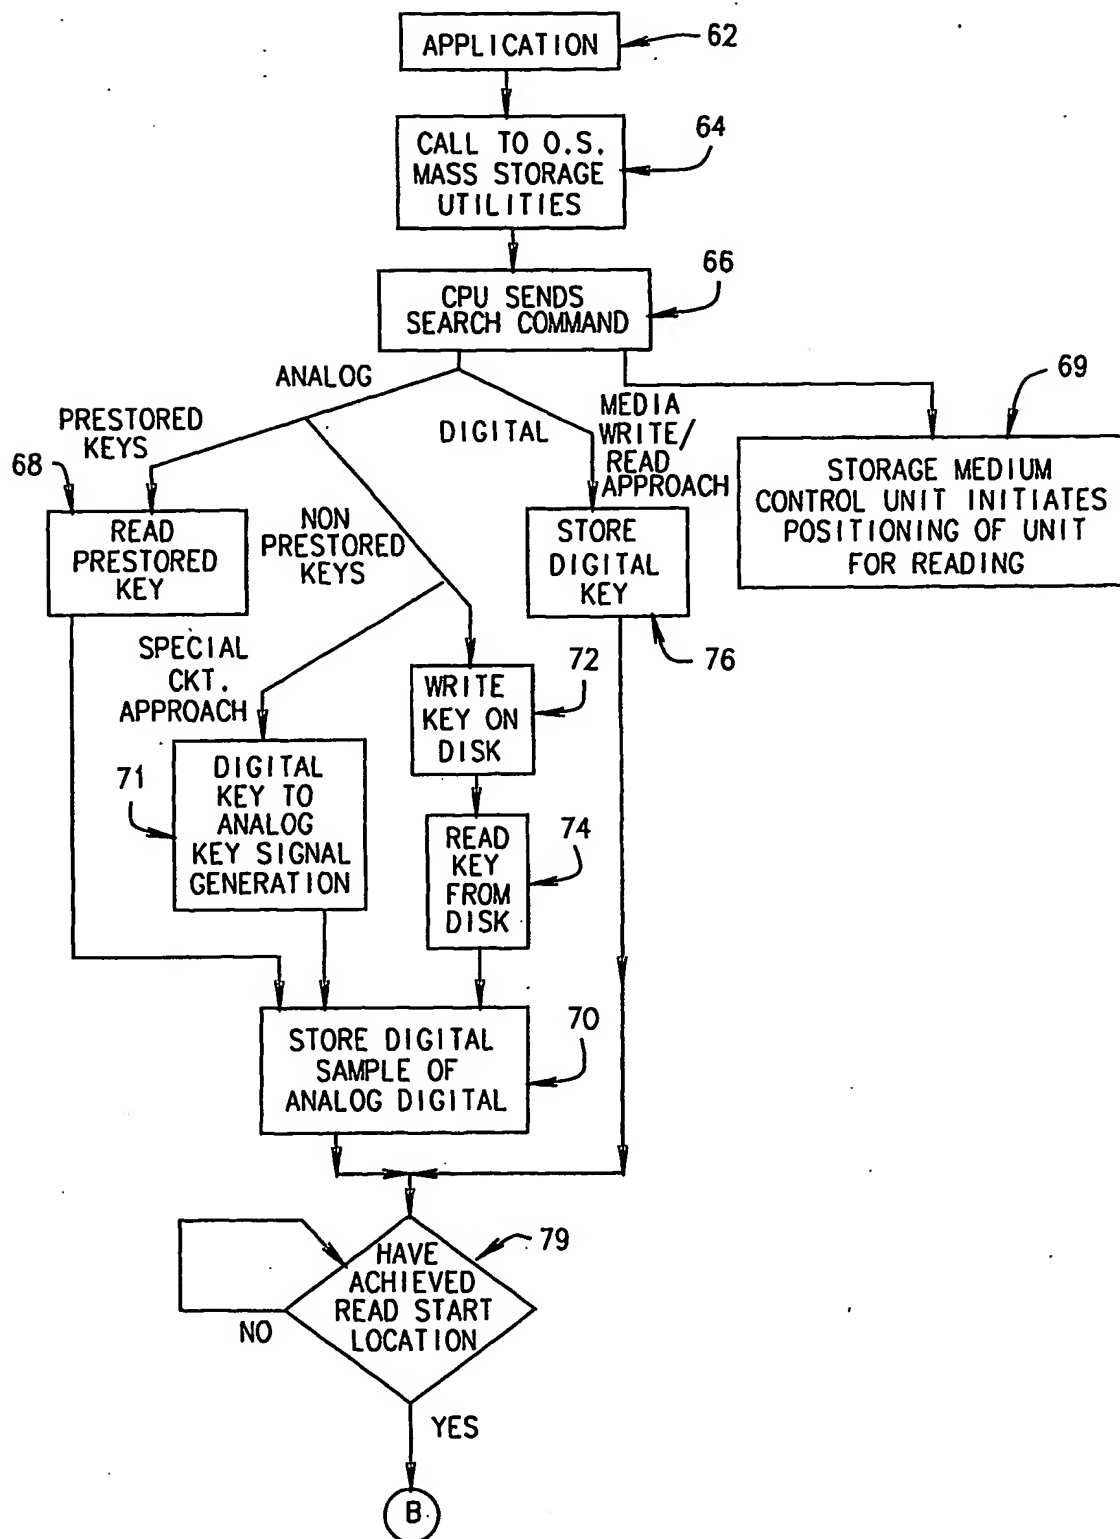 APPLICATION
62
CALL TO O.S.
MASS STORAGE
UTILITIES
64
CPU SENDS
SEARCH COMMAND
66
ANALOG
PRESTORED
KEYS
68
READ
PRESTORED
KEY
NON
PRESTORED
KEYS
DIGITAL
MEDIA
WRITE/
READ
APPROACH
STORE
DIGITAL
KEY
76
69
STORAGE MEDIUM
CONTROL UNIT INITIATES
POSITIONING OF UNIT
FOR READING
SPECIAL
CKT.
APPROACH
71
DIGITAL
KEY TO
ANALOG
KEY SIGNAL
GENERATION
WRITE
KEY ON
DISK
72
READ
KEY
FROM
DISK
74
STORE DIGITAL
SAMPLE OF
ANALOG DIGITAL
70
HAVE
ACHIEVED
READ START
LOCATION
79
NO
YES
B